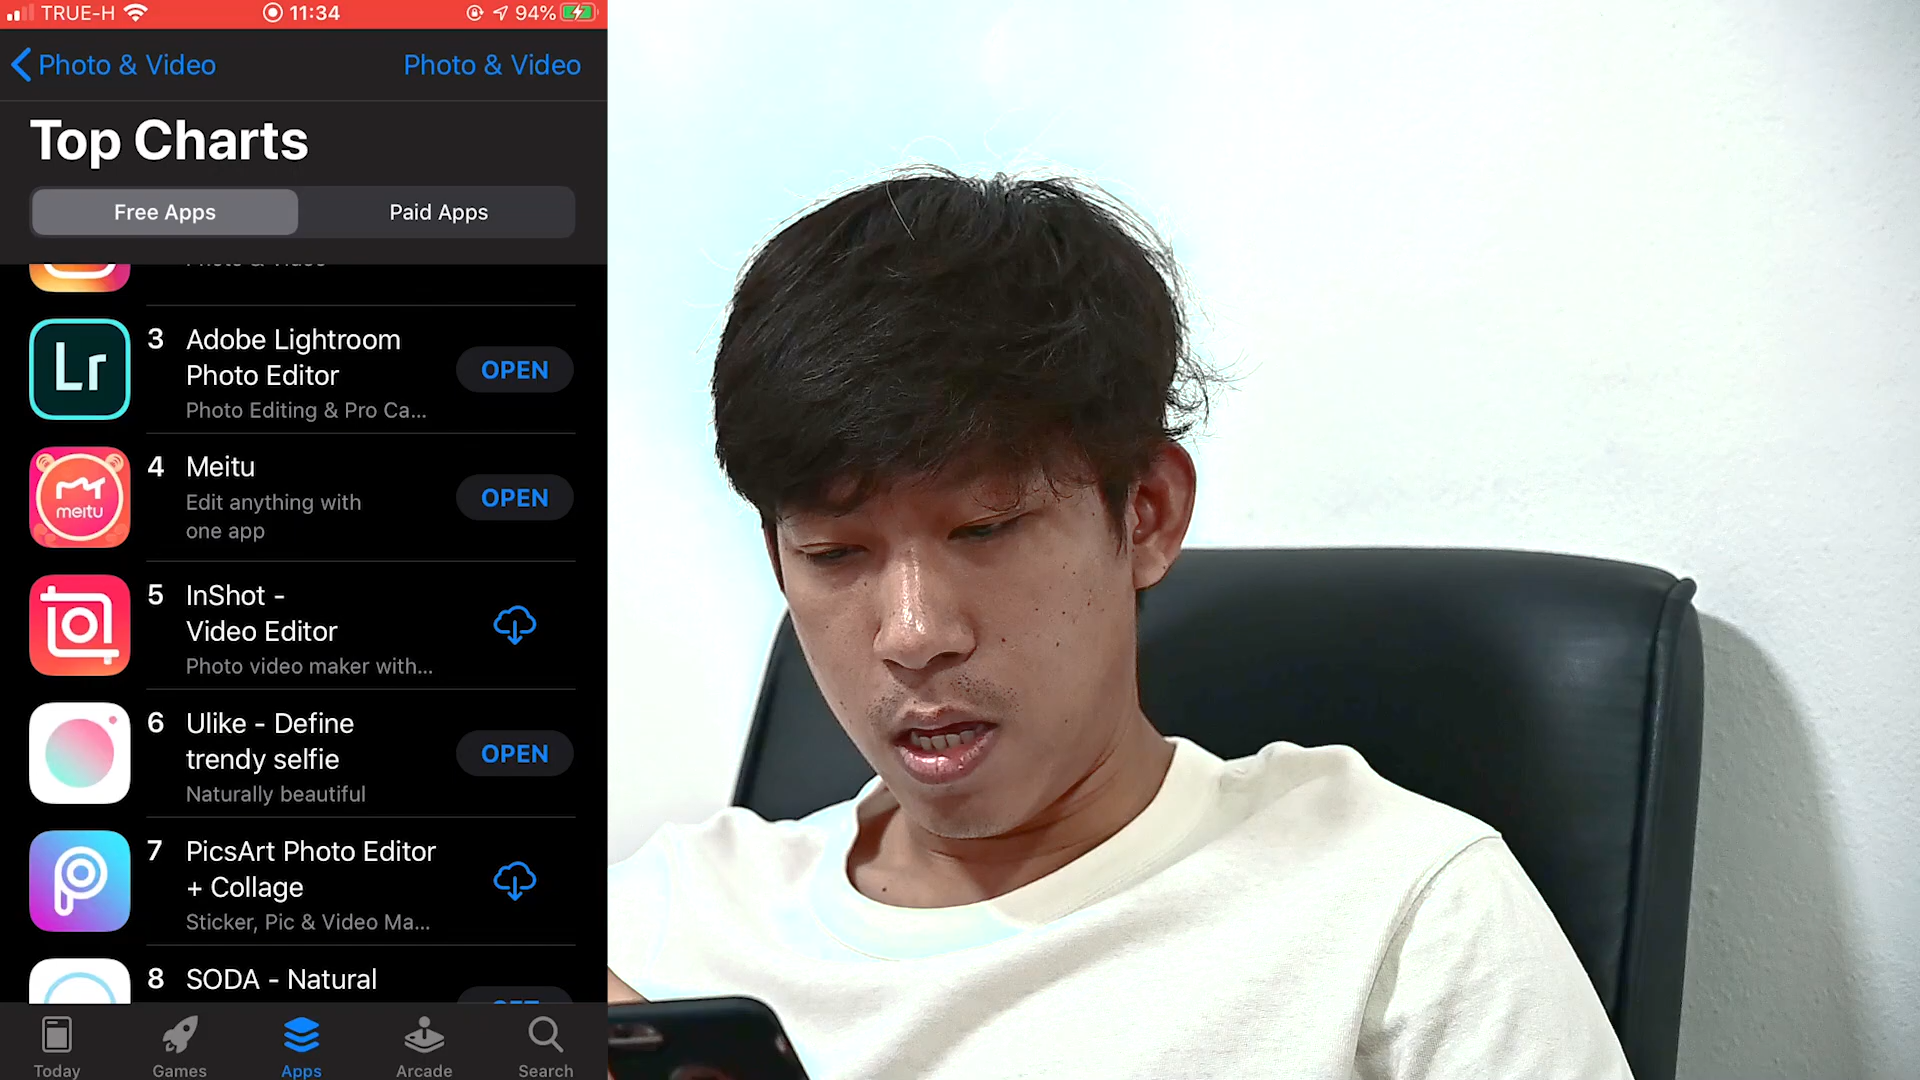 TRUE-H 11:34 94%
Photo & Video Photo & Video
Top Charts
Free Apps Paid Apps
Photo & Video
3 Adobe Lightroom
Photo Editor
Photo Editing & Pro Ca...
OPEN
Lr
4 Meitu
Edit anything with
one app
OPEN
meitu
5 InShot -
Video Editor
Photo video maker with...
6 Ulike - Define
trendy selfie
Naturally beautiful
OPEN
7 PicsArt Photo Editor
+ Collage
Sticker, Pic & Video Ma...
8 SODA - Natural
GET
Today Games Apps Arcade Search